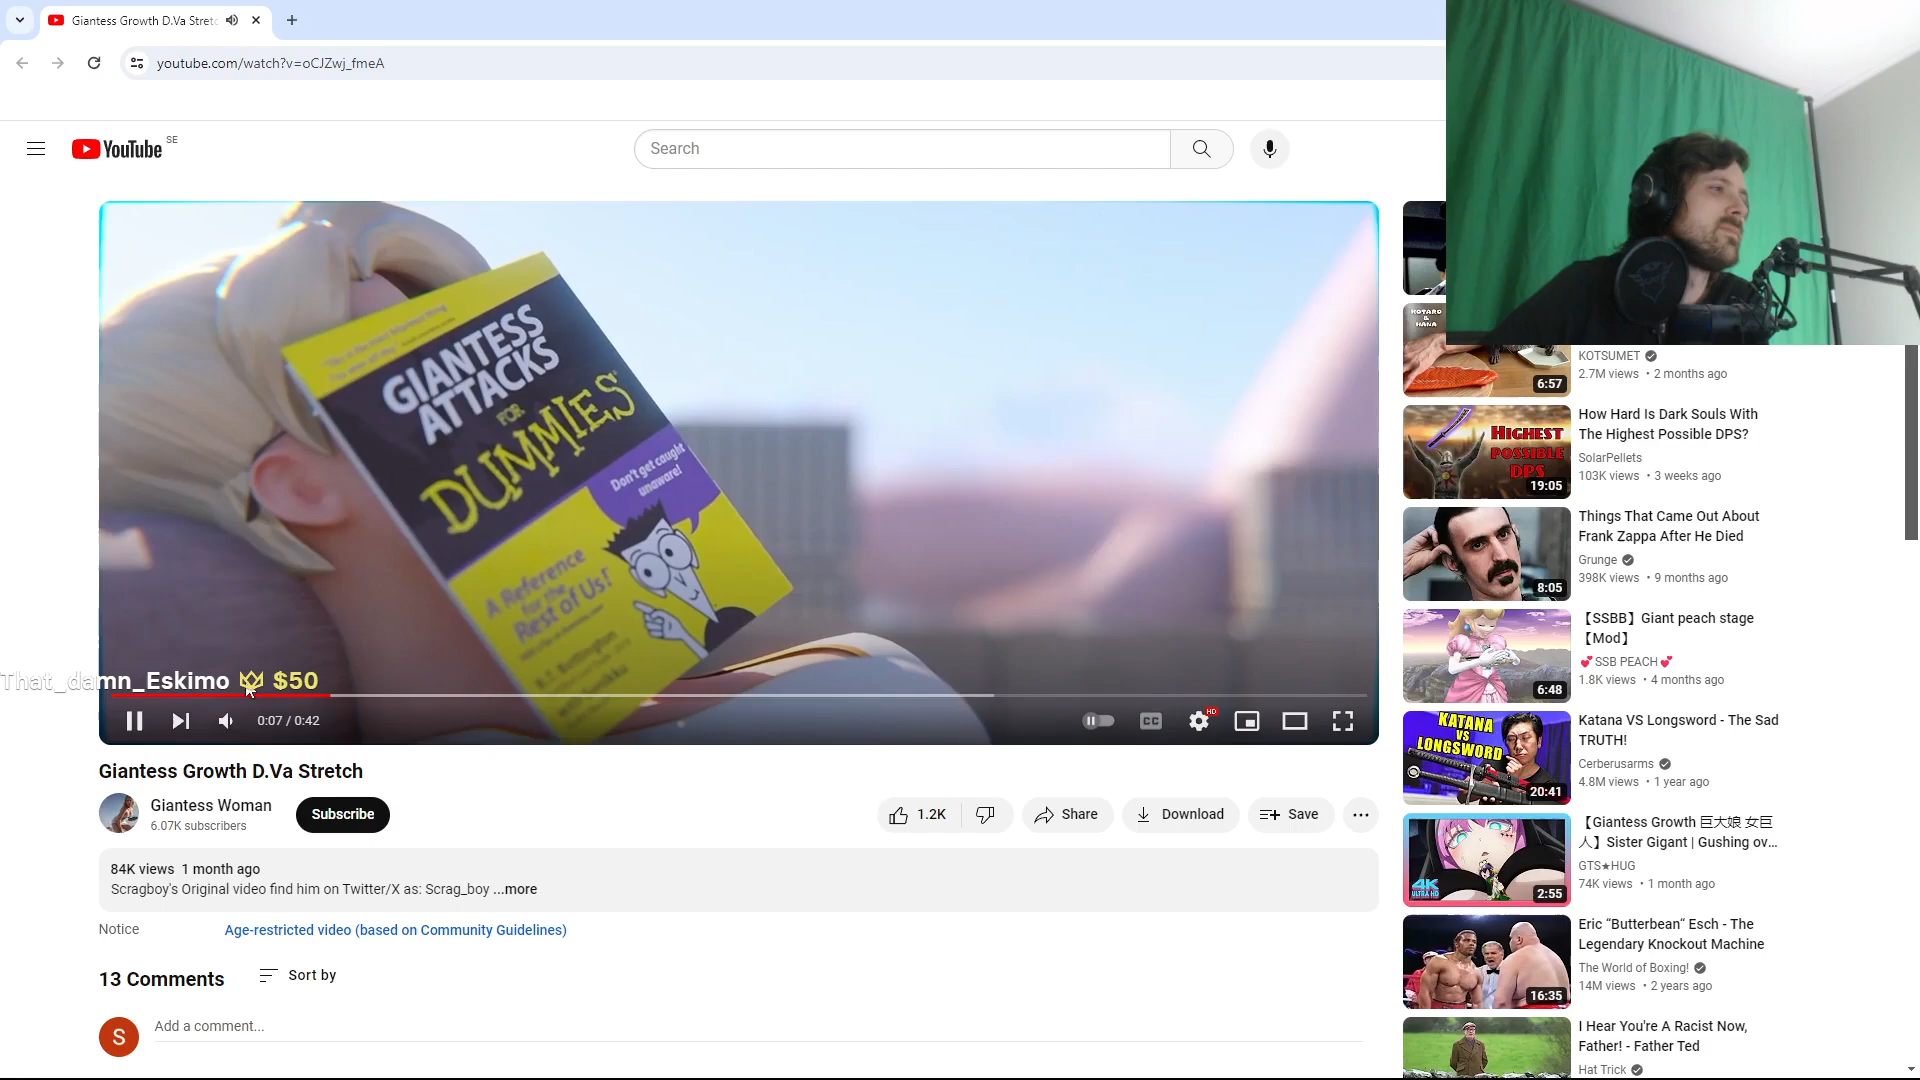 Giantess Growth D.Va Stretc
youtube.com/watch?v=oCJZwj_fmeA
YouTube SE
Search
GIANTESS
ATTACKS
FOR
DUMMIES
Don't get caught
unaware!
A Reference
for the
Rest of Us!
That_damn_Eskimo $50
0:07 / 0:42
CC
HD
Giantess Growth D.Va Stretch
Giantess Woman
6.07K subscribers
Subscribe
1.2K
Share
Download
Save
84K views 1 month ago
Scragboy's Original video find him on Twitter/X as: Scrag_boy ...more
Notice
Age-restricted video (based on Community Guidelines)
13 Comments
Sort by
S
Add a comment...
KOTARO
&
HANA
6:57
KOTSUMET
2.7M views • 2 months ago
HIGHEST
POSSIBLE
DPS
19:05
How Hard Is Dark Souls With
The Highest Possible DPS?
SolarPellets
103K views • 3 weeks ago
8:05
Things That Came Out About
Frank Zappa After He Died
Grunge
398K views • 9 months ago
6:48
【SSBB】Giant peach stage
【Mod】
💕SSB PEACH💕
1.8K views • 4 months ago
KATANA
VS
LONGSWORD
20:41
Katana VS Longsword - The Sad
TRUTH!
Cerberusarms
4.8M views • 1 year ago
4K
ULTRA HD
2:55
【Giantess Growth 巨大娘 女巨
人】Sister Gigant | Gushing ov...
GTS★HUG
74K views • 1 month ago
16:35
Eric “Butterbean“ Esch - The
Legendary Knockout Machine
The World of Boxing!
14M views • 2 years ago
I Hear You're A Racist Now,
Father! - Father Ted
Hat Trick